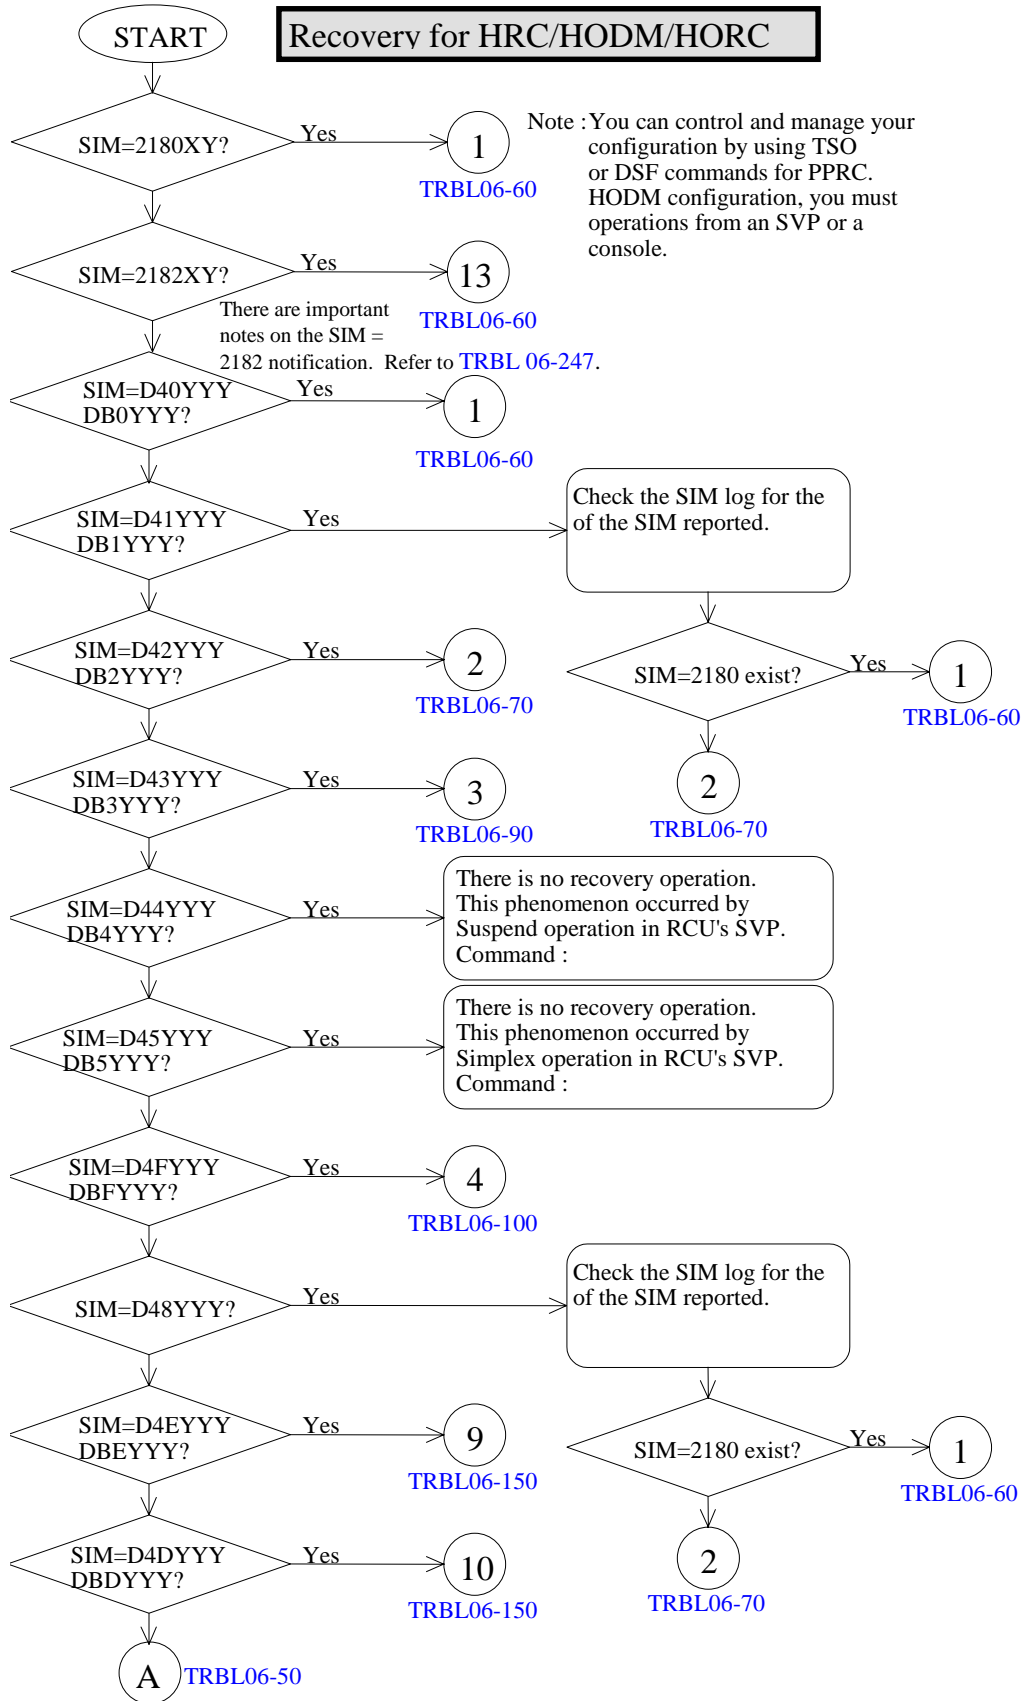 START
Recovery for HRC/HODM/HORC
SIM=2180XY?
Yes
1
TRBL06-60
Note :You can control and manage your
configuration by using TSO
or DSF commands for PPRC.
HODM configuration, you must
operations from an SVP or a
console.
SIM=2182XY?
Yes
13
TRBL06-60
There are important
notes on the SIM =
2182 notification.  Refer to TRBL 06-247.
SIM=D40YYY
DB0YYY?
Yes
1
TRBL06-60
SIM=D41YYY
DB1YYY?
Yes
Check the SIM log for the
of the SIM reported.
SIM=2180 exist?
Yes
1
TRBL06-60
2
TRBL06-70
SIM=D42YYY
DB2YYY?
Yes
2
TRBL06-70
SIM=D43YYY
DB3YYY?
Yes
3
TRBL06-90
SIM=D44YYY
DB4YYY?
Yes
There is no recovery operation.
This phenomenon occurred by
Suspend operation in RCU's SVP.
Command :
SIM=D45YYY
DB5YYY?
Yes
There is no recovery operation.
This phenomenon occurred by
Simplex operation in RCU's SVP.
Command :
SIM=D4FYYY
DBFYYY?
Yes
4
TRBL06-100
SIM=D48YYY?
Yes
Check the SIM log for the
of the SIM reported.
SIM=2180 exist?
Yes
1
TRBL06-60
2
TRBL06-70
SIM=D4EYYY
DBEYYY?
Yes
9
TRBL06-150
SIM=D4DYYY
DBDYYY?
Yes
10
TRBL06-150
A
TRBL06-50